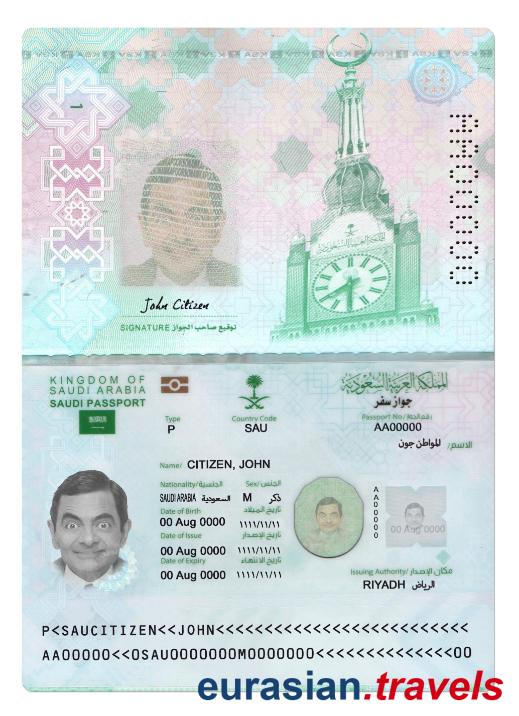 1
AA00000
John Citizen
SIGNATURE توقيع صاحب الجواز
KINGDOM OF
SAUDI ARABIA
SAUDI PASSPORT
المملكة العربية السعودية
جواز سفر
Type
P
Country Code
SAU
Passport No/رقم الجواز
AA00000
الاسم/ المواطن جون
Name/ CITIZEN, JOHN
Nationality/الجنسية
SAUDI ARABIA السعودية
Sex/الجنس
M ذكر
Date of Birth تاريخ الميلاد
00 Aug 0000 ١١١١/١١/١١
Date of Issue تاريخ الإصدار
00 Aug 0000 ١١١١/١١/١١
Date of Expiry تاريخ الانتهاء
00 Aug 0000 ١١١١/١١/١١
AA00000
00 Aug 0000
Issuing Authority/ مكان الإصدار
RIYADH الرياض
P<SAUCITIZEN<<JOHN<<<<<<<<<<<<<<<<<<<<<<<<<<
AA00000<<0SAU0000000M0000000<<<<<<<<<<<<<<00
eurasian.travels